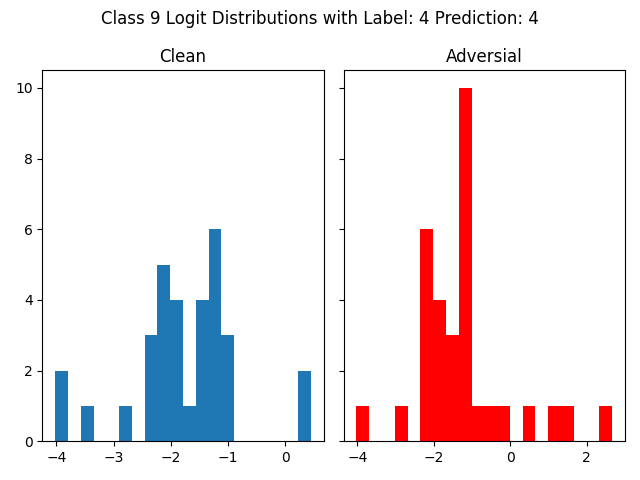 Class 9 Logit Distributions with Label: 4 Prediction: 4
Clean
Adversial
10
8
6
4
2
0
−4 −3 −2 −1 0
−4 −2 0 2